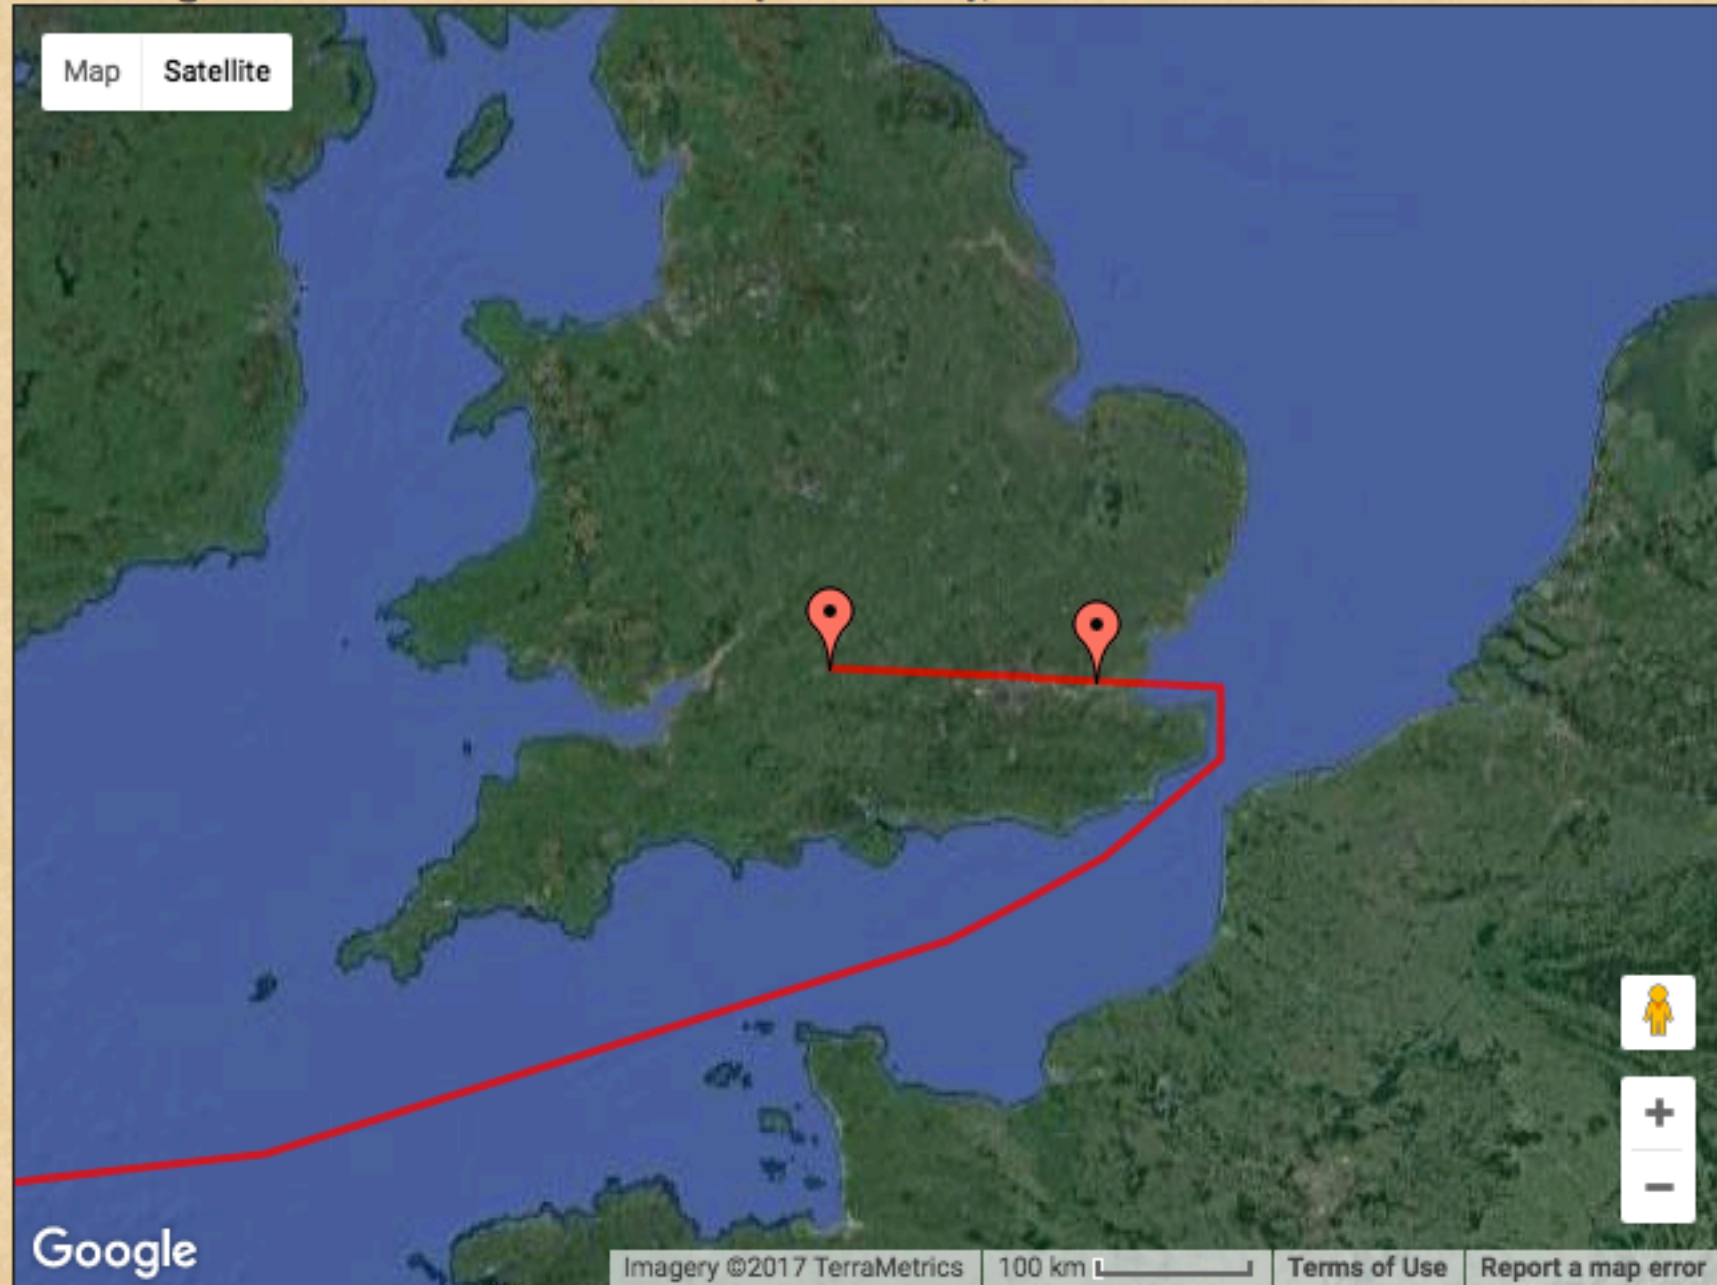 Map Satellite
Google
Imagery ©2017 TerraMetrics 100 km Terms of Use Report a map error